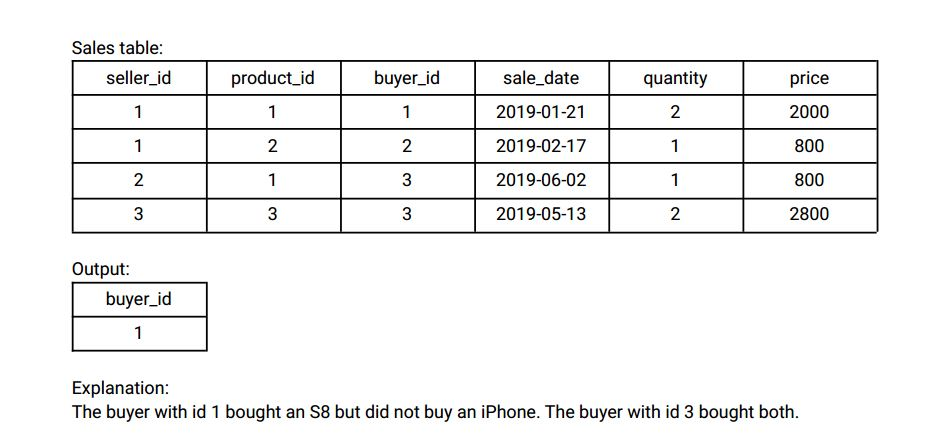 Sales table:
seller_id product_id buyer_id sale_date quantity price
1 1 1 2019-01-21 2 2000
1 2 2 2019-02-17 1 800
2 1 3 2019-06-02 1 800
3 3 3 2019-05-13 2 2800
Output:
buyer_id
1
Explanation:
The buyer with id 1 bought an S8 but did not buy an iPhone. The buyer with id 3 bought both.